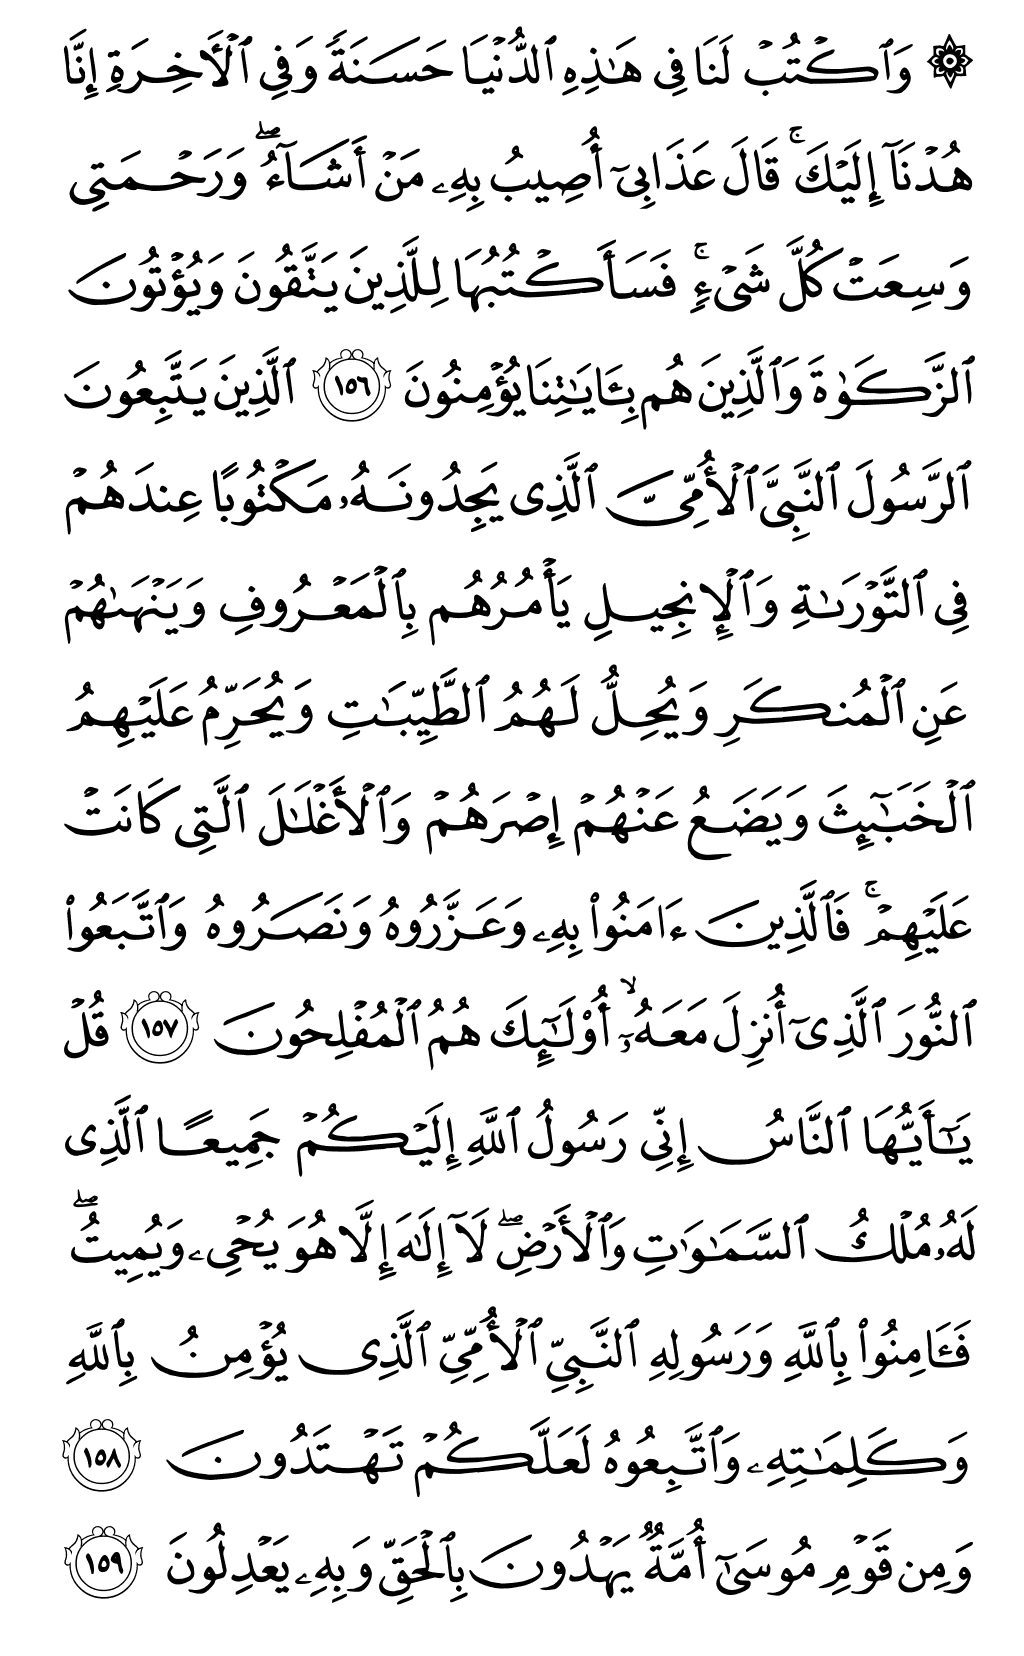 ۞ وَٱكۡتُبۡ لَنَا فِى هَـٰذِهِ ٱلدُّنۡيَا حَسَنَةً وَفِى ٱلۡأَخِرَةِ إِنَّا
هُدۡنَآ إِلَيۡكَۚ قَالَ عَذَابِىٓ أُصِيبُ بِهِۦ مَنۡ أَشَآءُۖ وَرَحۡمَتِى
وَسِعَتۡ كُلَّ شَىۡءٍۚ فَسَأَكۡتُبُهَا لِلَّذِينَ يَتَّقُونَ وَيُؤۡتُونَ
ٱلزَّكَوٰةَ وَٱلَّذِينَ هُم بِـَٔايَـٰتِنَا يُؤۡمِنُونَ ١٥٦ ٱلَّذِينَ يَتَّبِعُونَ
ٱلرَّسُولَ ٱلنَّبِىَّ ٱلۡأُمِّىَّ ٱلَّذِى يَجِدُونَهُۥ مَكۡتُوبًا عِندَهُمۡ
فِى ٱلتَّوۡرَىٰةِ وَٱلۡإِنجِيلِ يَأۡمُرُهُم بِٱلۡمَعۡرُوفِ وَيَنۡهَىٰهُمۡ
عَنِ ٱلۡمُنكَرِ وَيُحِلُّ لَهُمُ ٱلطَّيِّبَـٰتِ وَيُحَرِّمُ عَلَيۡهِمُ
ٱلۡخَبَـٰٓئِثَ وَيَضَعُ عَنۡهُمۡ إِصۡرَهُمۡ وَٱلۡأَغۡلَـٰلَ ٱلَّتِى كَانَتۡ
عَلَيۡهِمۡۚ فَٱلَّذِينَ ءَامَنُوا۟ بِهِۦ وَعَزَّرُوهُ وَنَصَرُوهُ وَٱتَّبَعُوا۟
ٱلنُّورَ ٱلَّذِىٓ أُنزِلَ مَعَهُۥٓۙ أُو۟لَـٰٓئِكَ هُمُ ٱلۡمُفۡلِحُونَ ١٥٧ قُلۡ
يَـٰٓأَيُّهَا ٱلنَّاسُ إِنِّى رَسُولُ ٱللَّهِ إِلَيۡكُمۡ جَمِيعًا ٱلَّذِى
لَهُۥ مُلۡكُ ٱلسَّمَـٰوَٰتِ وَٱلۡأَرۡضِۖ لَآ إِلَـٰهَ إِلَّا هُوَ يُحۡىِۦ وَيُمِيتُۖ
فَـَٔامِنُوا۟ بِٱللَّهِ وَرَسُولِهِ ٱلنَّبِىِّ ٱلۡأُمِّىِّ ٱلَّذِى يُؤۡمِنُ بِٱللَّهِ
وَكَلِمَـٰتِهِۦ وَٱتَّبِعُوهُ لَعَلَّكُمۡ تَهۡتَدُونَ ١٥٨
وَمِن قَوۡمِ مُوسَىٰٓ أُمَّةٌ يَهۡدُونَ بِٱلۡحَقِّ وَبِهِۦ يَعۡدِلُونَ ١٥٩